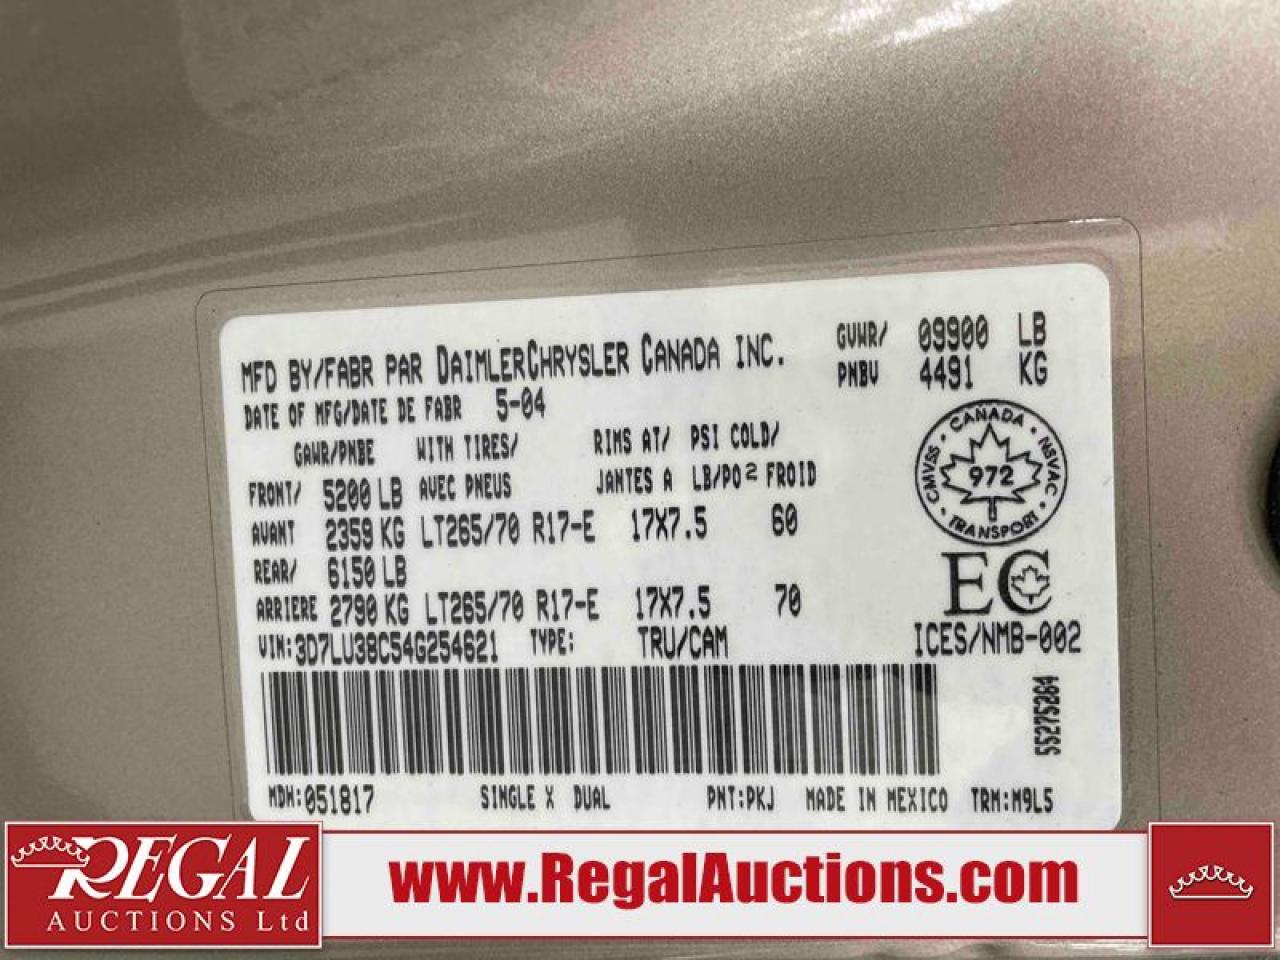 MFD BY/FABR PAR DAIMLERCHRYSLER CANADA INC. GVWR/ 09900 LB
DATE OF MFG/DATE DE FABR 5-04 PNBV 4491 KG
GAWR/PNBE WITH TIRES/ RIMS AT/ PSI COLD/
FRONT/ 5200 LB AVEC PNEUS JANTES A LB/PO2 FROID
AVANT 2359 KG LT265/70 R17-E 17X7.5 60
REAR/ 6150 LB
ARRIERE 2790 KG LT265/70 R17-E 17X7.5 70
VIN:3D7LU38C54G254621 TYPE: TRU/CAM
CANADA · NSVAC · TRANSPORT · CMVSS ·
972
EC
ICES/NMB-002
55275264
MDH:051817 SINGLE X DUAL PNT:PKJ MADE IN MEXICO TRM:M9L5
REGAL
AUCTIONS Ltd
www.RegalAuctions.com